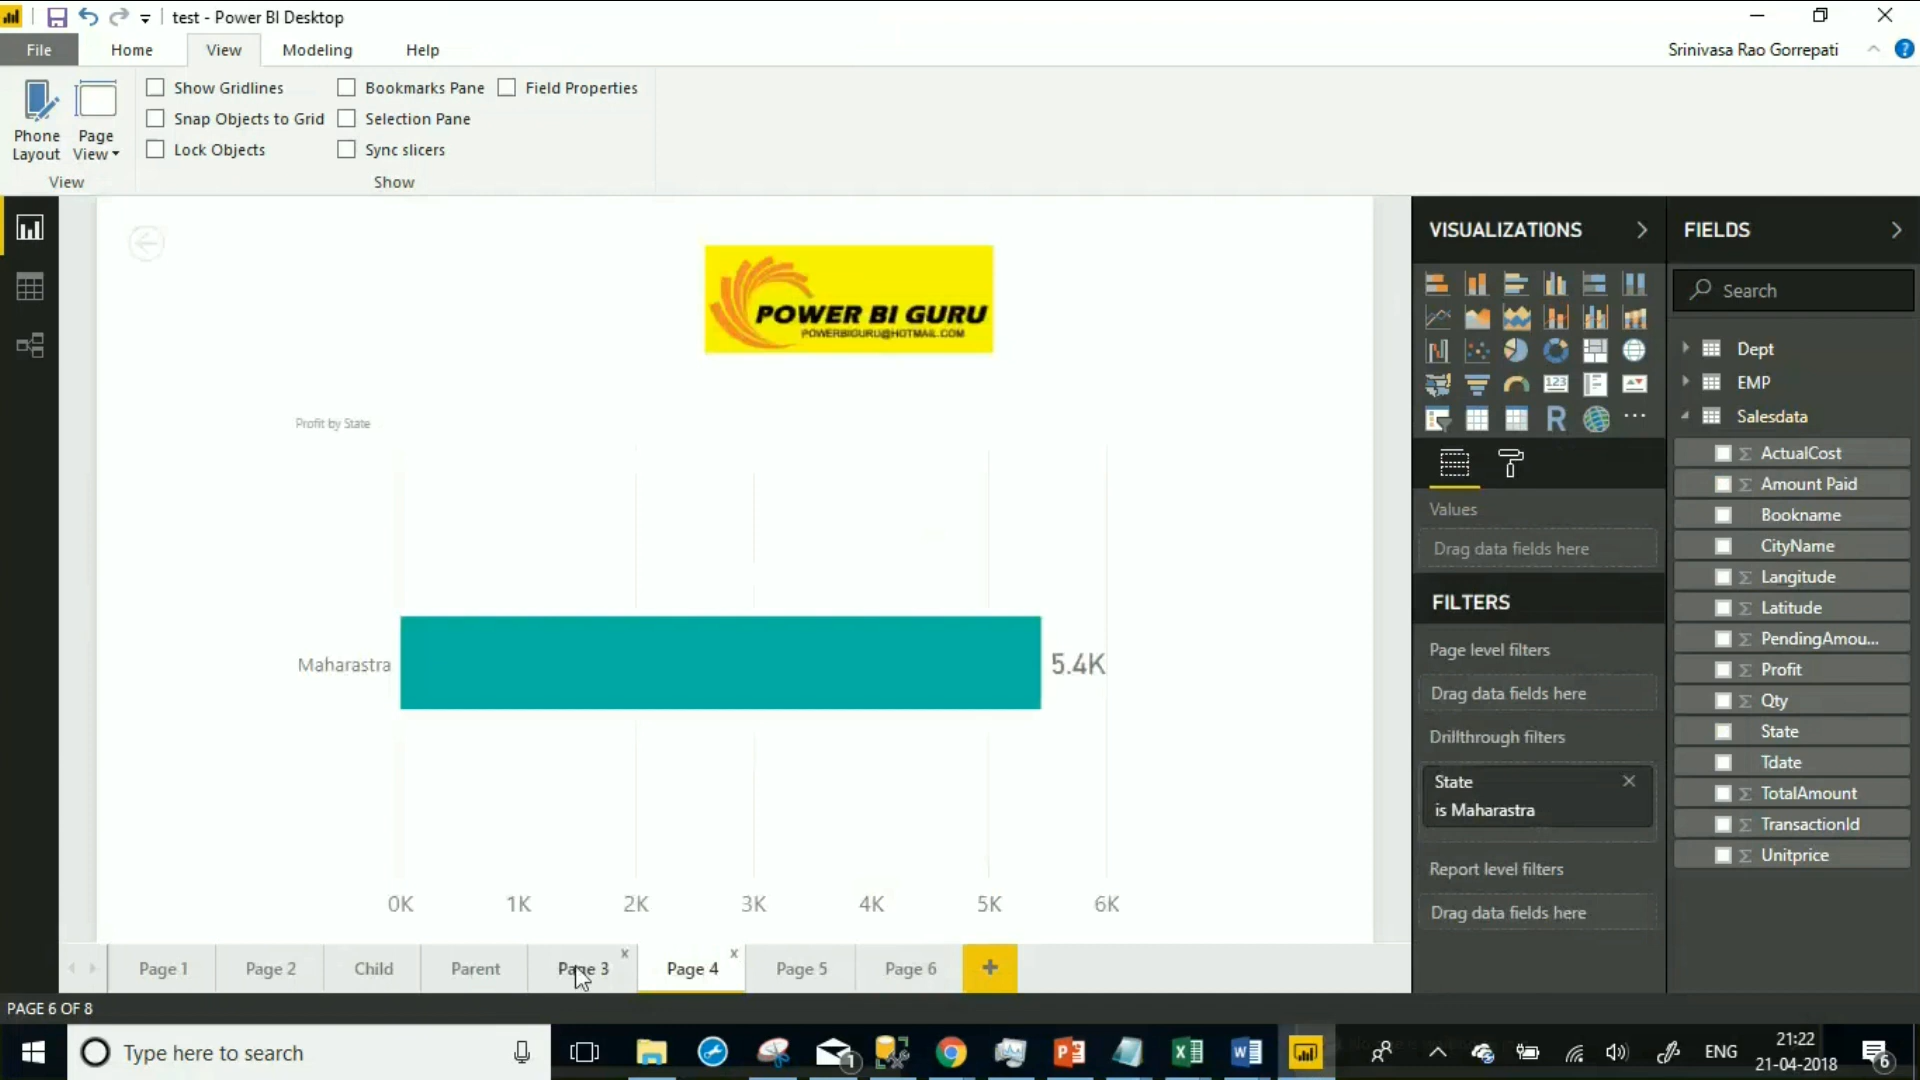 test - Power BI Desktop
File Home View Modeling Help
Srinivasa Rao Gorrepati
Phone Layout
Page View
Show Gridlines
Snap Objects to Grid
Lock Objects
Bookmarks Pane
Selection Pane
Sync slicers
Field Properties
View
Show
POWER BI GURU
POWERBIGURU@HOTMAIL.COM
Profit by State
Maharastra
5.4K
0K 1K 2K 3K 4K 5K 6K
VISUALIZATIONS
123
R
Values
Drag data fields here
FILTERS
Page level filters
Drag data fields here
Drillthrough filters
State
is Maharastra
Report level filters
Drag data fields here
FIELDS
Search
Dept
EMP
Salesdata
ActualCost
Amount Paid
Bookname
CityName
Langitude
Latitude
PendingAmou...
Profit
Qty
State
Tdate
TotalAmount
TransactionId
Unitprice
Page 1 Page 2 Child Parent Page 3 Page 4 Page 5 Page 6
PAGE 6 OF 8
Type here to search
1
ENG
21:22
21-04-2018
6